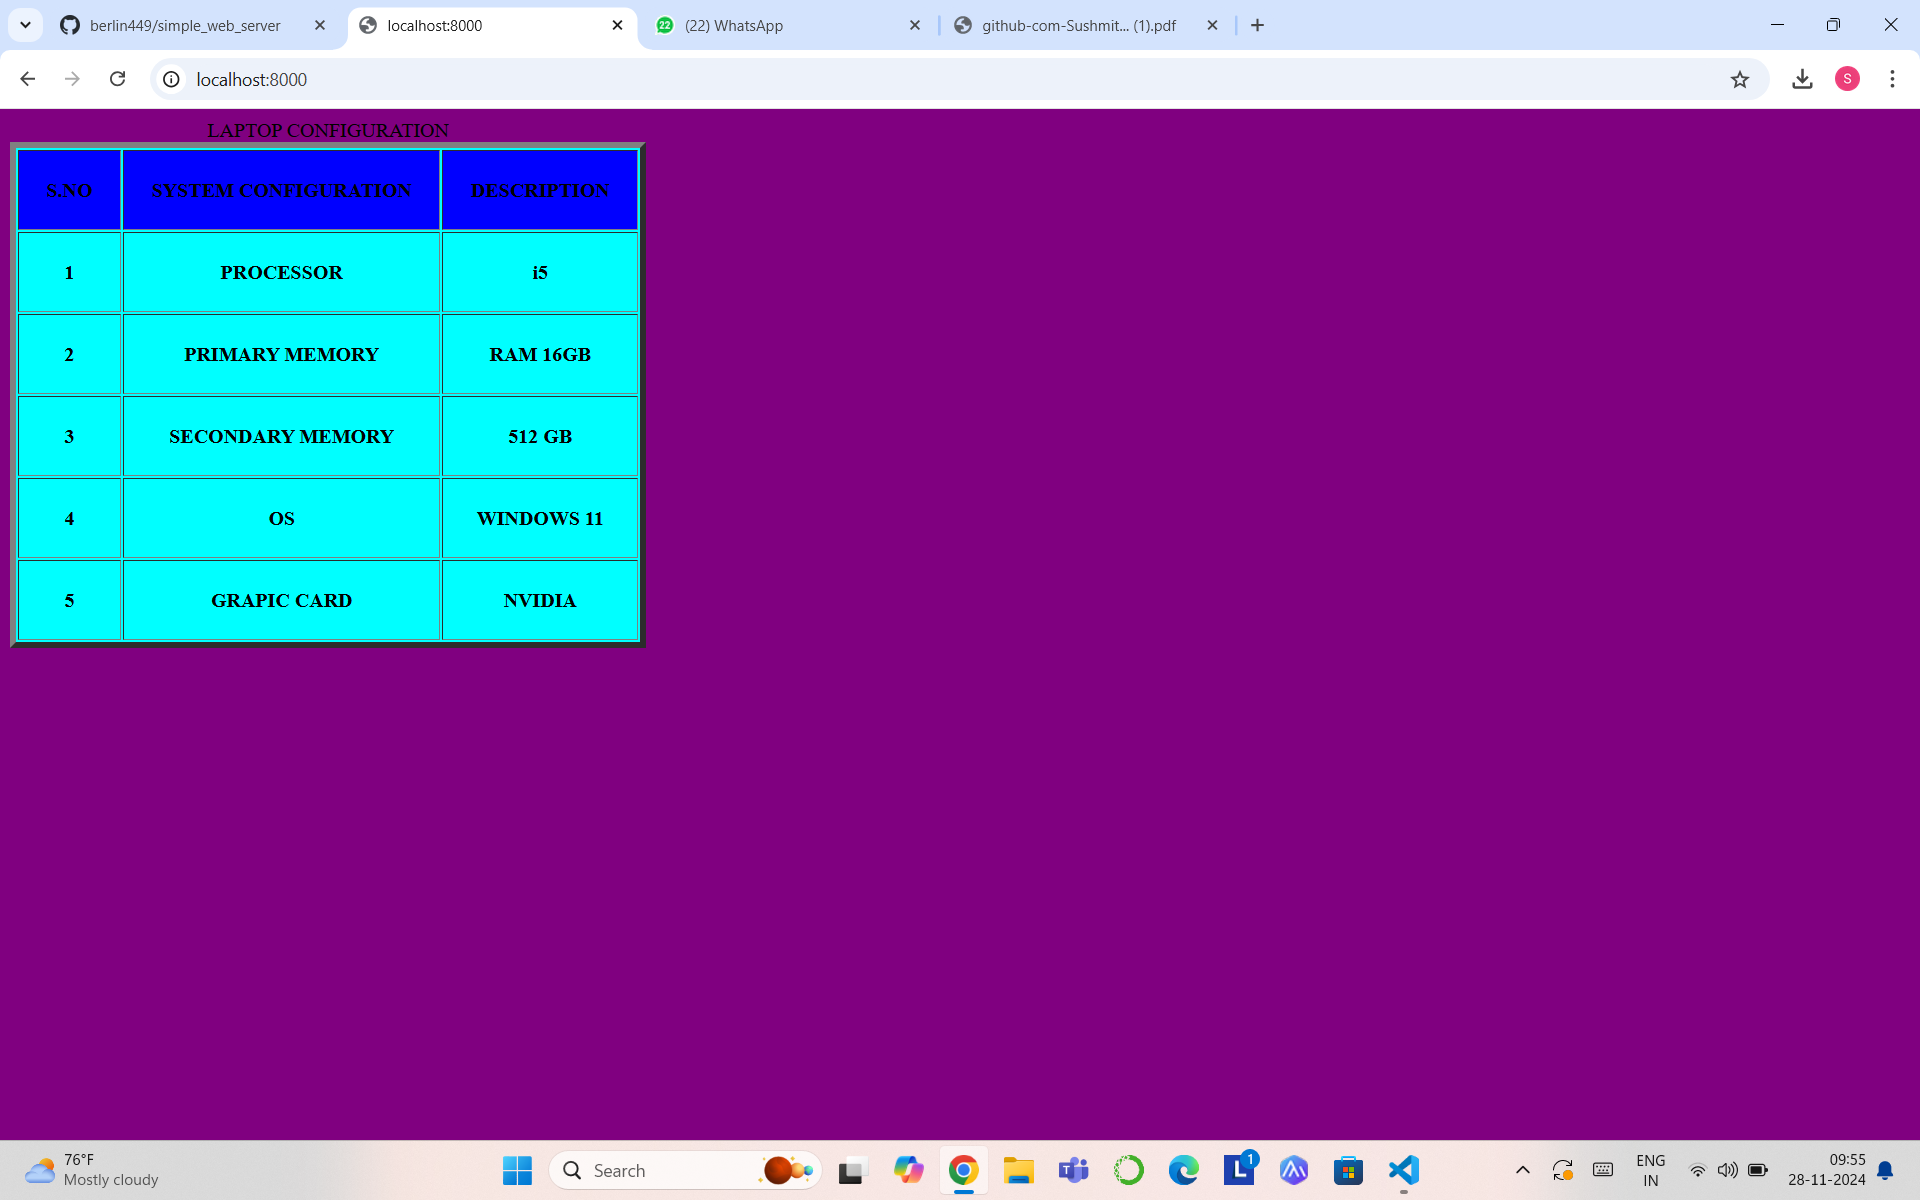 berlin449/simple_web_server
localhost:8000
22
(22) WhatsApp
github-com-Sushmit... (1).pdf
localhost:8000
S
LAPTOP CONFIGURATION
S.NO SYSTEM CONFIGURATION DESCRIPTION
1 PROCESSOR i5
2 PRIMARY MEMORY RAM 16GB
3 SECONDARY MEMORY 512 GB
4 OS WINDOWS 11
5 GRAPIC CARD NVIDIA
76°F
Mostly cloudy
Search
T
L
1
ENG
IN
09:55
28-11-2024